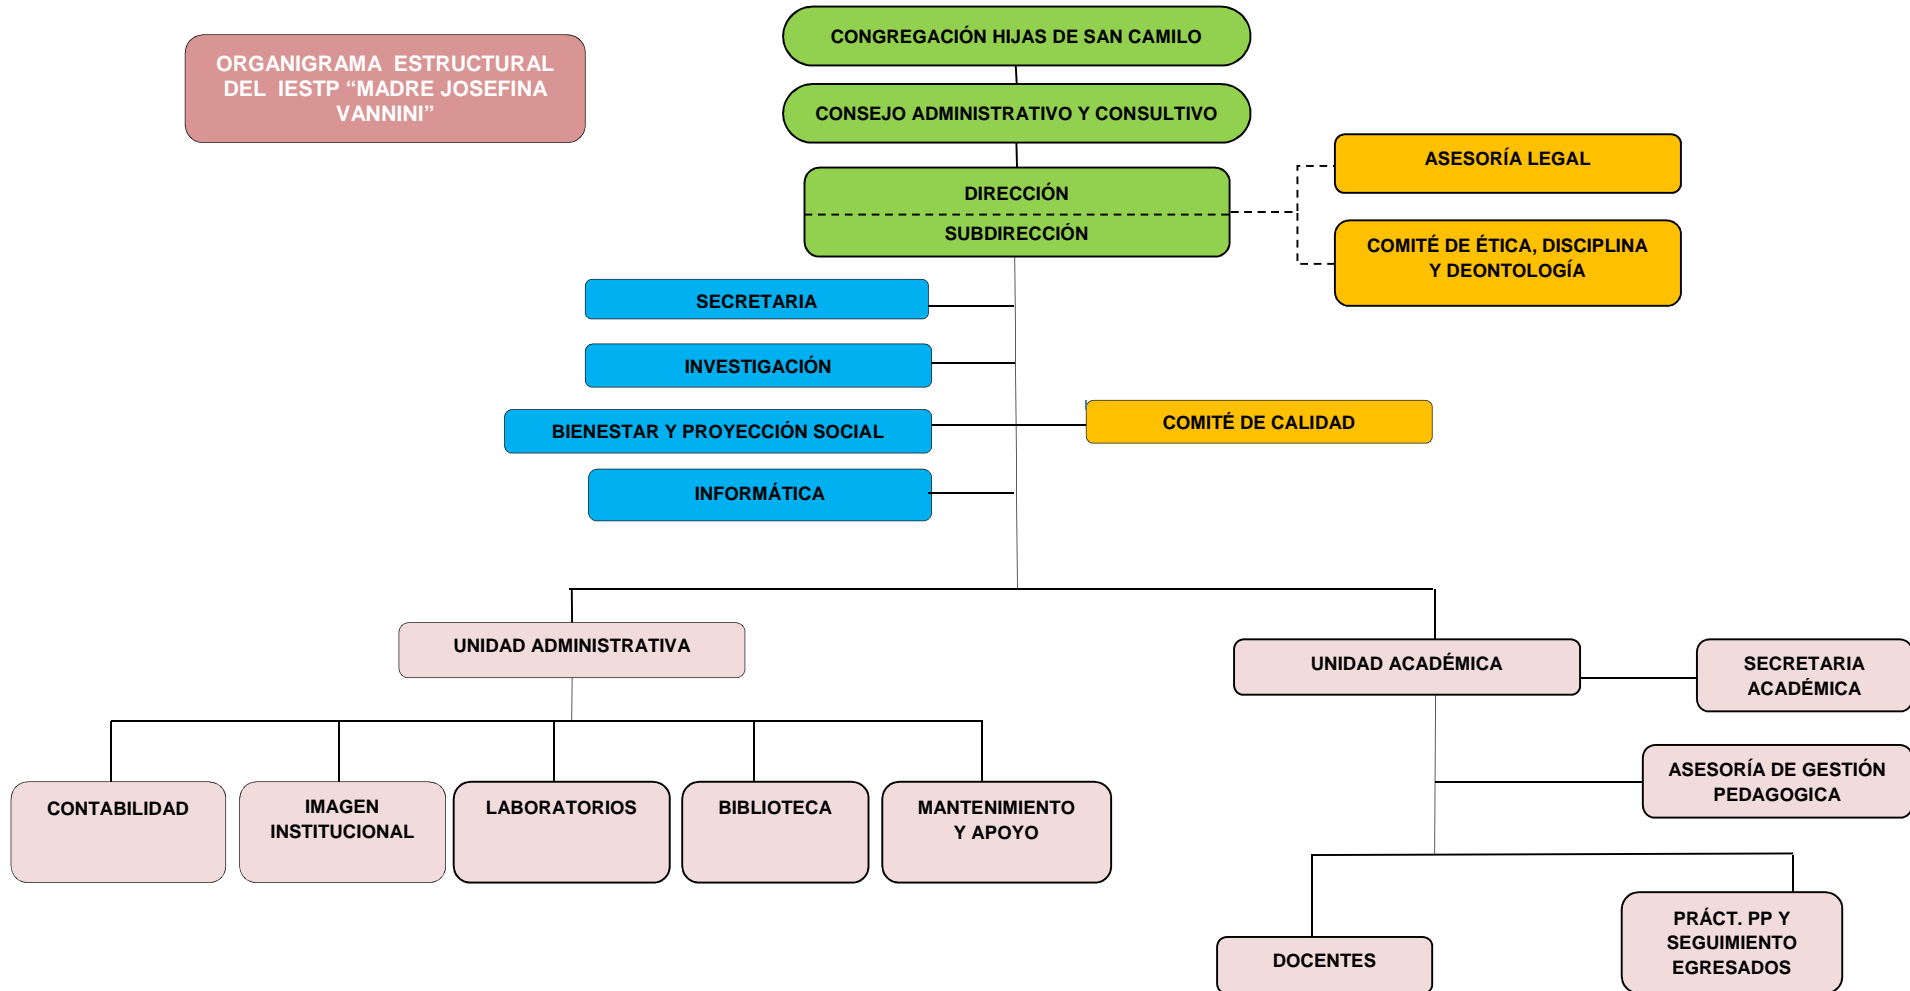 ORGANIGRAMA ESTRUCTURAL
DEL IESTP “MADRE JOSEFINA
VANNINI”
CONGREGACIÓN HIJAS DE SAN CAMILO
CONSEJO ADMINISTRATIVO Y CONSULTIVO
DIRECCIÓN
SUBDIRECCIÓN
ASESORÍA LEGAL
COMITÉ DE ÉTICA, DISCIPLINA
Y DEONTOLOGÍA
SECRETARIA
INVESTIGACIÓN
BIENESTAR Y PROYECCIÓN SOCIAL
COMITÉ DE CALIDAD
INFORMÁTICA
UNIDAD ADMINISTRATIVA
UNIDAD ACADÉMICA
SECRETARIA
ACADÉMICA
ASESORÍA DE GESTIÓN
PEDAGOGICA
CONTABILIDAD
IMAGEN
INSTITUCIONAL
LABORATORIOS
BIBLIOTECA
MANTENIMIENTO
Y APOYO
DOCENTES
PRÁCT. PP Y
SEGUIMIENTO
EGRESADOS